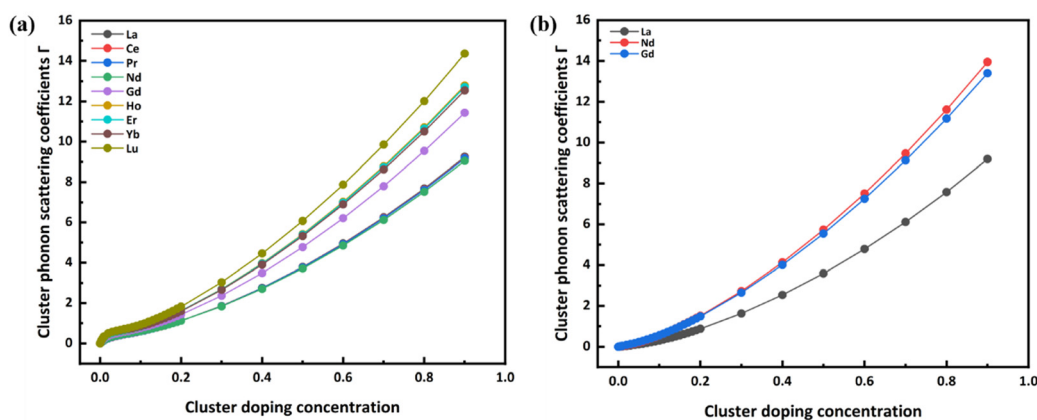 (a)
16
14
12
10
8
6
4
2
0
Cluster phonon scattering coefficients Γ
La
Ce
Pr
Nd
Gd
Ho
Er
Yb
Lu
0.0 0.2 0.4 0.6 0.8 1.0
Cluster doping concentration
(b)
16
14
12
10
8
6
4
2
0
Cluster phonon scattering coefficients Γ
La
Nd
Gd
0.0 0.2 0.4 0.6 0.8 1.0
Cluster doping concentration